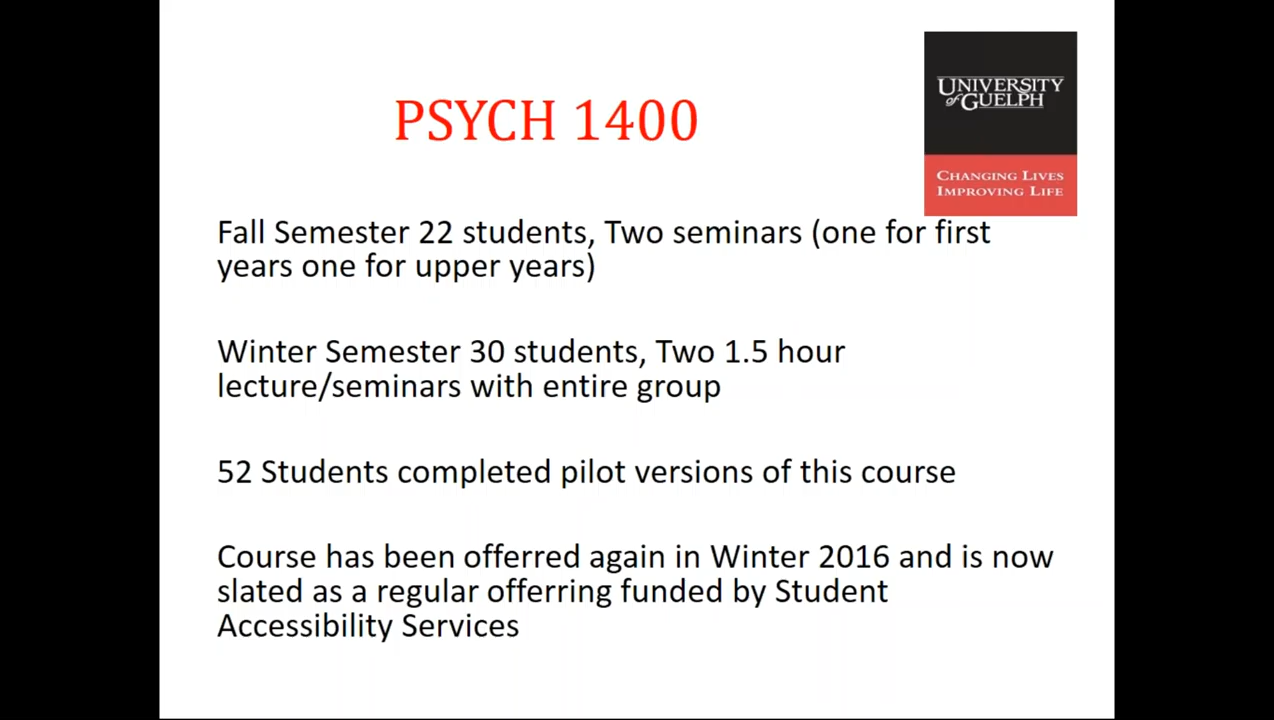 UNIVERSITY
of GUELPH
CHANGING LIVES
IMPROVING LIFE
PSYCH 1400
Fall Semester 22 students, Two seminars (one for first
years one for upper years)
Winter Semester 30 students, Two 1.5 hour
lecture/seminars with entire group
52 Students completed pilot versions of this course
Course has been offerred again in Winter 2016 and is now
slated as a regular offerring funded by Student
Accessibility Services